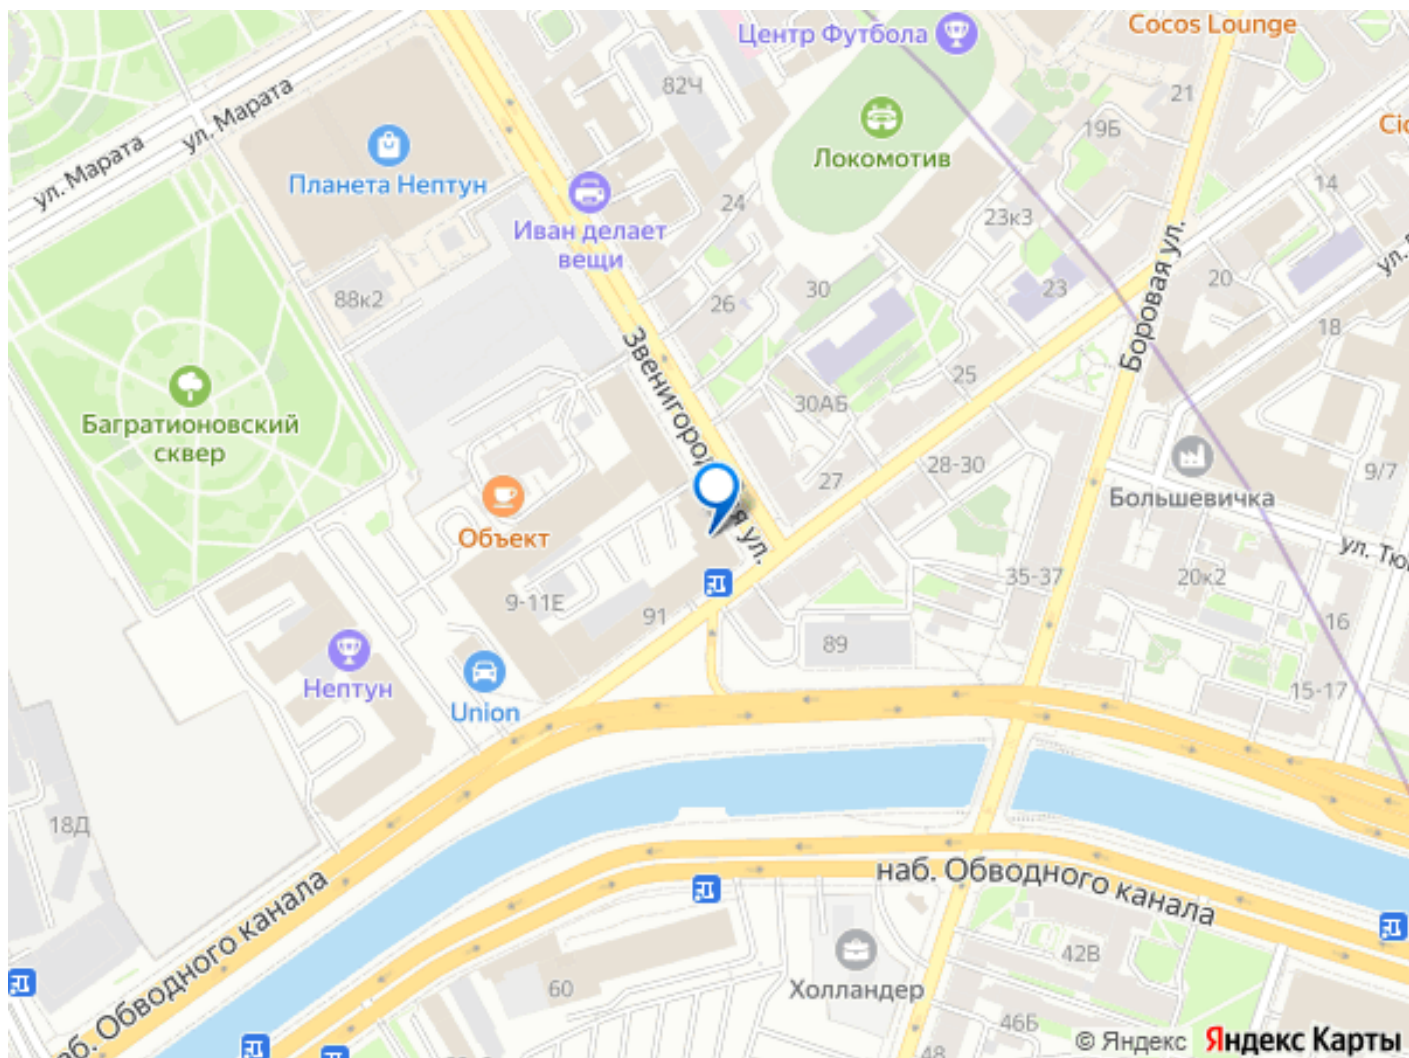 Центр Футбола
Cocos Lounge
82Ч
21
ул. Марата
ул. Марата
19Б
Локомотив
Планета Нептун
14
24
23к3
Иван делает
вещи
Боровая ул.
20
23
30
26
88к2
18
Звенигородская ул.
25
30АБ
Багратионовский
сквер
28-30
9/7
27
Большевичка
Объект
35-37
20к2
9-11Е
91
16
89
Нептун
15-17
Union
18Д
наб. Обводного канала
наб. Обводного канала
42В
60
Холландер
46Б
48
© Яндекс Яндекс Карты